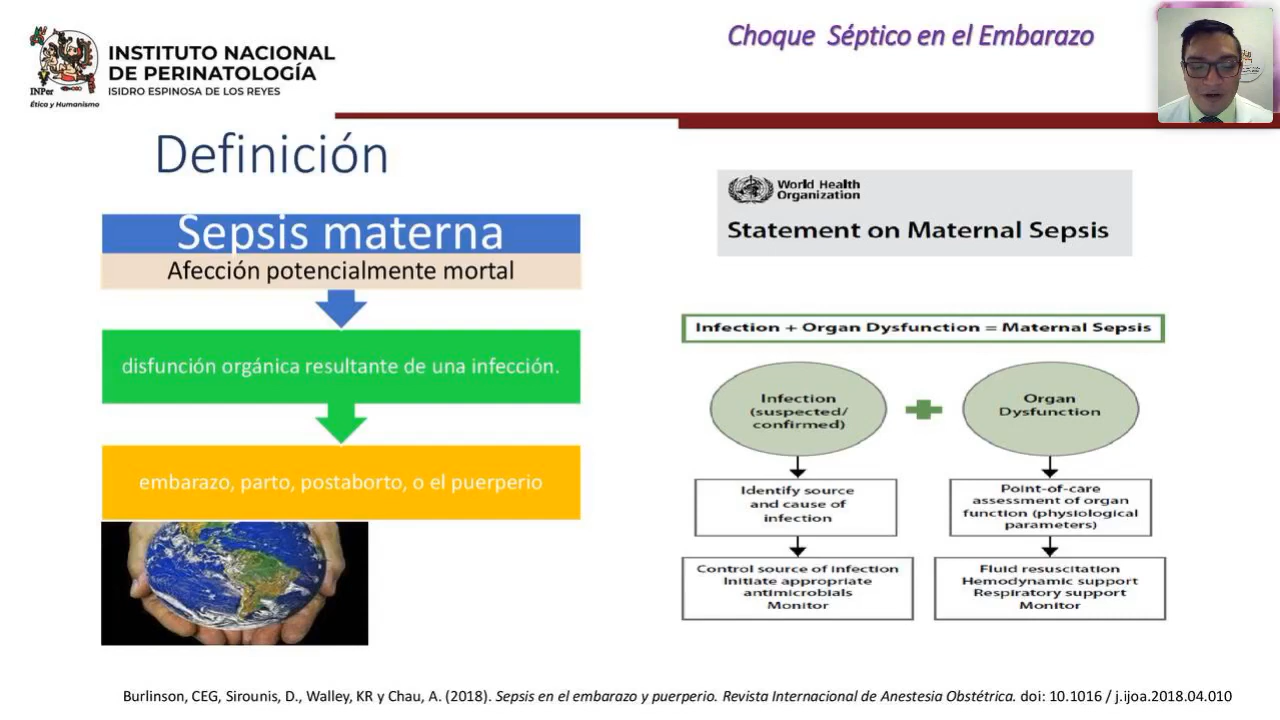 INSTITUTO NACIONAL
DE PERINATOLOGÍA
ISIDRO ESPINOSA DE LOS REYES
INPer
Ética y Humanismo
Choque Séptico en el Embarazo
Definición
Sepsis materna
Afección potencialmente mortal
disfunción orgánica resultante de una infección.
embarazo, parto, postaborto, o el puerperio
World Health
Organization
Statement on Maternal Sepsis
Infection + Organ Dysfunction = Maternal Sepsis
Infection
(suspected/
confirmed)
Organ
Dysfunction
Identify source
and cause of
infection
Point-of-care
assessment of organ
function (physiological
parameters)
Control source of infection
Initiate appropriate
antimicrobials
Monitor
Fluid resuscitation
Hemodynamic support
Respiratory support
Monitor
Burlinson, CEG, Sirounis, D., Walley, KR y Chau, A. (2018). Sepsis en el embarazo y puerperio. Revista Internacional de Anestesia Obstétrica. doi: 10.1016 / j.ijoa.2018.04.010